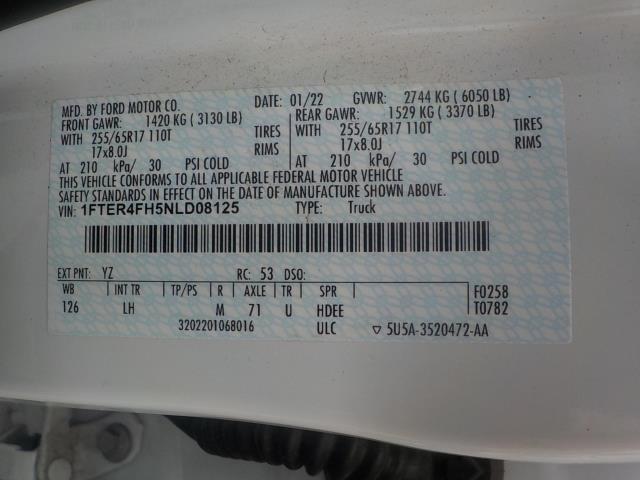 MFD. BY FORD MOTOR CO. DATE: 01/22 GVWR: 2744 KG ( 6050 LB)
FRONT GAWR: 1420 KG ( 3130 LB) REAR GAWR: 1529 KG ( 3370 LB)
WITH 255/65R17 110T TIRES WITH 255/65R17 110T TIRES
17x8.0J RIMS 17x8.0J RIMS
AT 210 kPa/ 30 PSI COLD AT 210 kPa/ 30 PSI COLD
THIS VEHICLE CONFORMS TO ALL APPLICABLE FEDERAL MOTOR VEHICLE
SAFETY STANDARDS IN EFFECT ON THE DATE OF MANUFACTURE SHOWN ABOVE.
VIN: 1FTER4FH5NLD08125 TYPE: Truck
EXT PNT: YZ RC: 53 DSO:
WB INT TR TP/PS R AXLE TR SPR F0258
126 LH M 71 U HDEE T0782
3202201068016 ULC ▽ 5U5A-3520472-AA